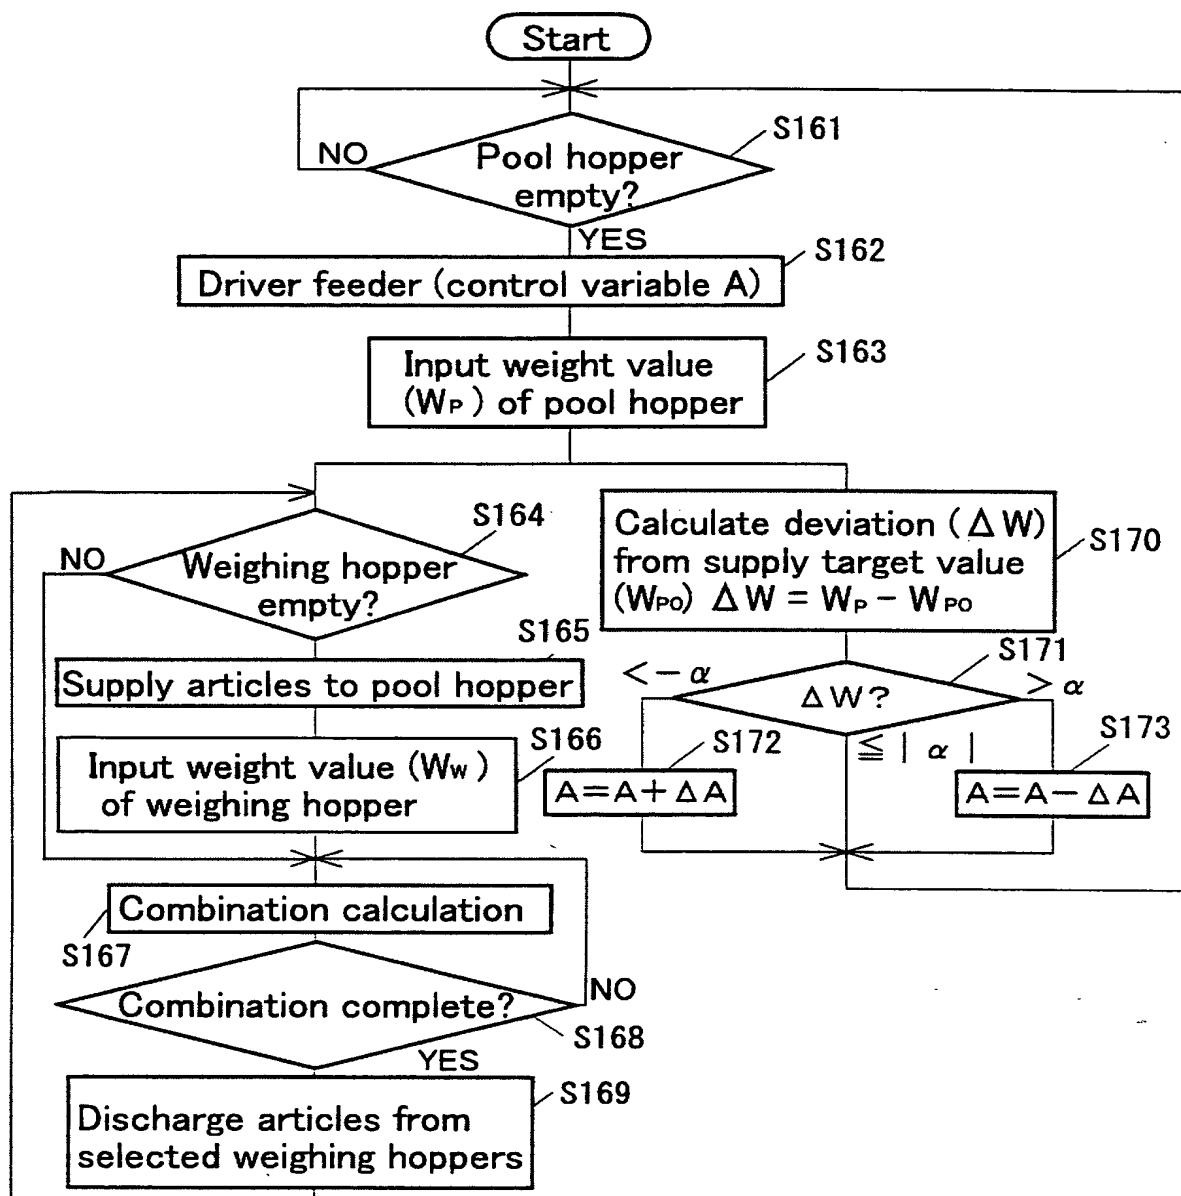 Start
S161
NO
Pool hopper
empty?
YES
S162
Driver feeder (control variable A)
S163
Input weight value
(WP) of pool hopper
S164
NO
Weighing hopper
empty?
S165
Supply articles to pool hopper
S166
Input weight value (Ww)
of weighing hopper
Combination calculation
S167
Combination complete?
NO
S168
YES
S169
Discharge articles from
selected weighing hoppers
Calculate deviation (ΔW)
from supply target value
(WPO) ΔW = WP – WPO
S170
S171
< – α
ΔW?
> α
≦ | α |
S172
A=A+ΔA
S173
A=A–ΔA